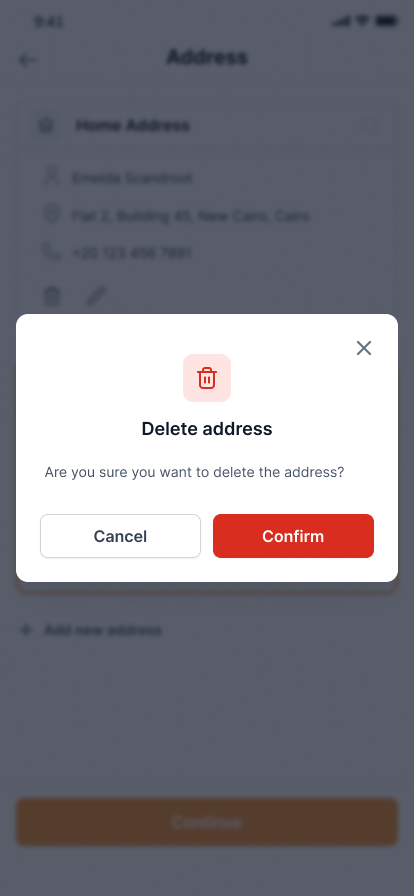 9:41
Address
Home Address
Emelda Scandroot
Flat 2, Building 45, New Cairo, Cairo
+20 123 456 7891
Delete address
Are you sure you want to delete the address?
Cancel
Confirm
Add new address
Continue